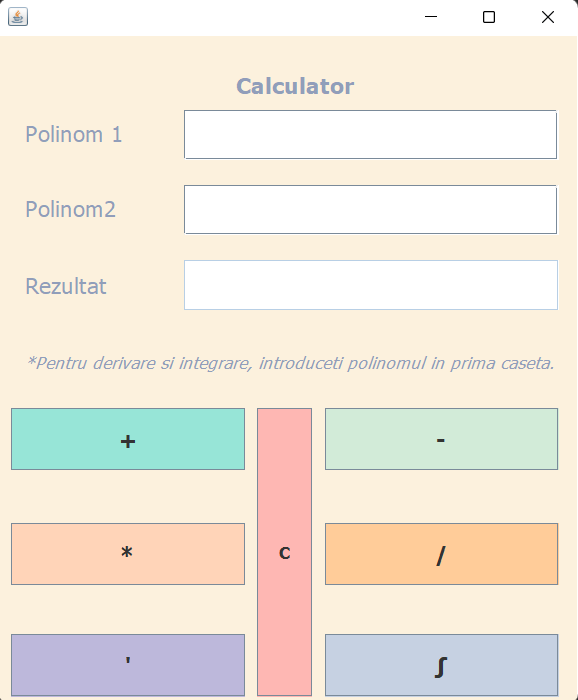 Calculator
Polinom 1
Polinom2
Rezultat
*Pentru derivare si integrare, introduceti polinomul in prima caseta.
+
-
*
C
/
'
∫